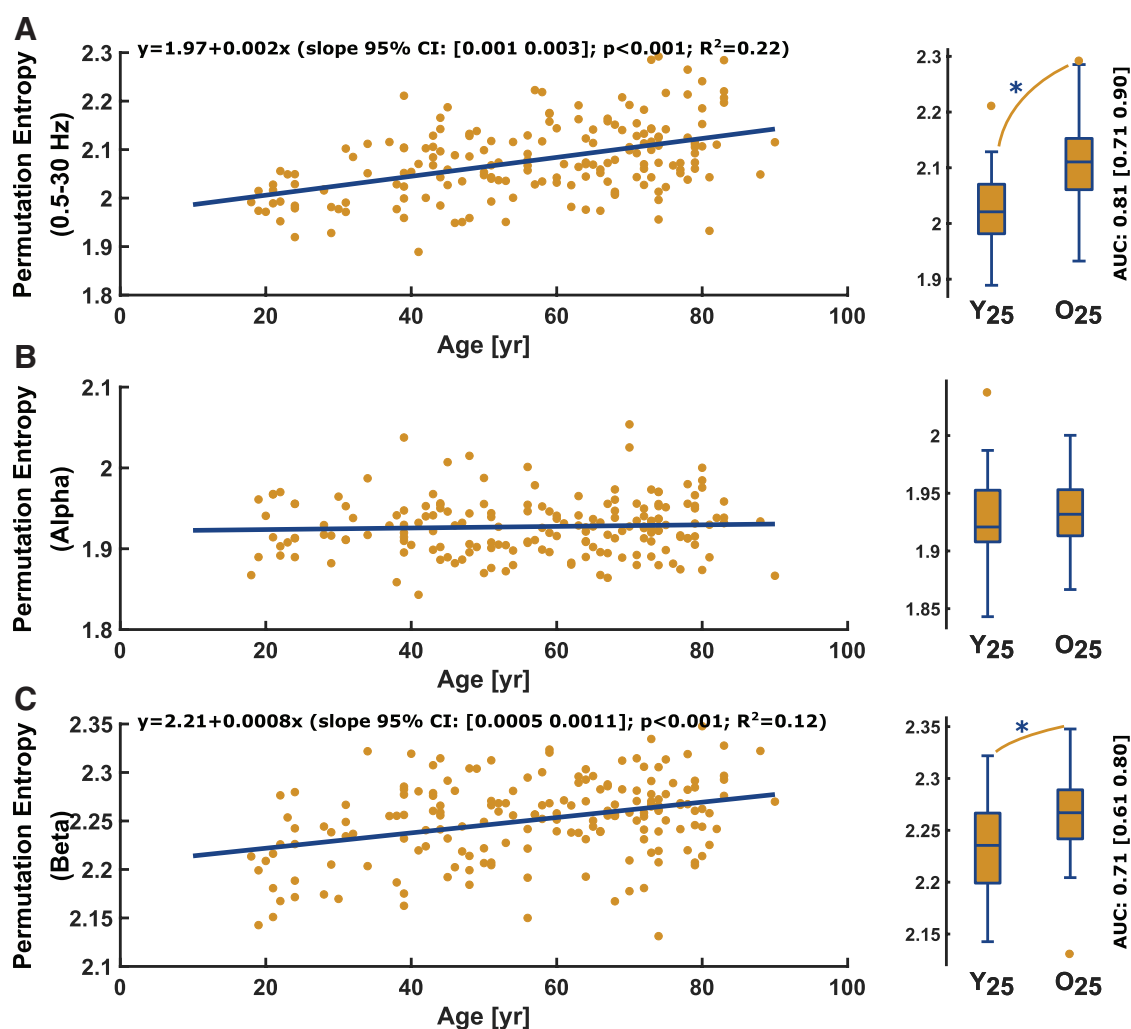 A
y=1.97+0.002x (slope 95% CI: [0.001 0.003]; p<0.001; R²=0.22)
Permutation Entropy
(0.5-30 Hz)
2.3
2.2
2.1
2
1.9
1.8
0 20 40 60 80 100
Age [yr]
2.3
2.2
2.1
2
1.9
*
Y25 O25
AUC: 0.81 [0.71 0.90]
B
Permutation Entropy
(Alpha)
2.1
2
1.9
1.8
0 20 40 60 80 100
Age [yr]
2
1.95
1.9
1.85
Y25 O25
C
y=2.21+0.0008x (slope 95% CI: [0.0005 0.0011]; p<0.001; R²=0.12)
Permutation Entropy
(Beta)
2.35
2.3
2.25
2.2
2.15
2.1
0 20 40 60 80 100
Age [yr]
2.35
2.3
2.25
2.2
2.15
*
Y25 O25
AUC: 0.71 [0.61 0.80]